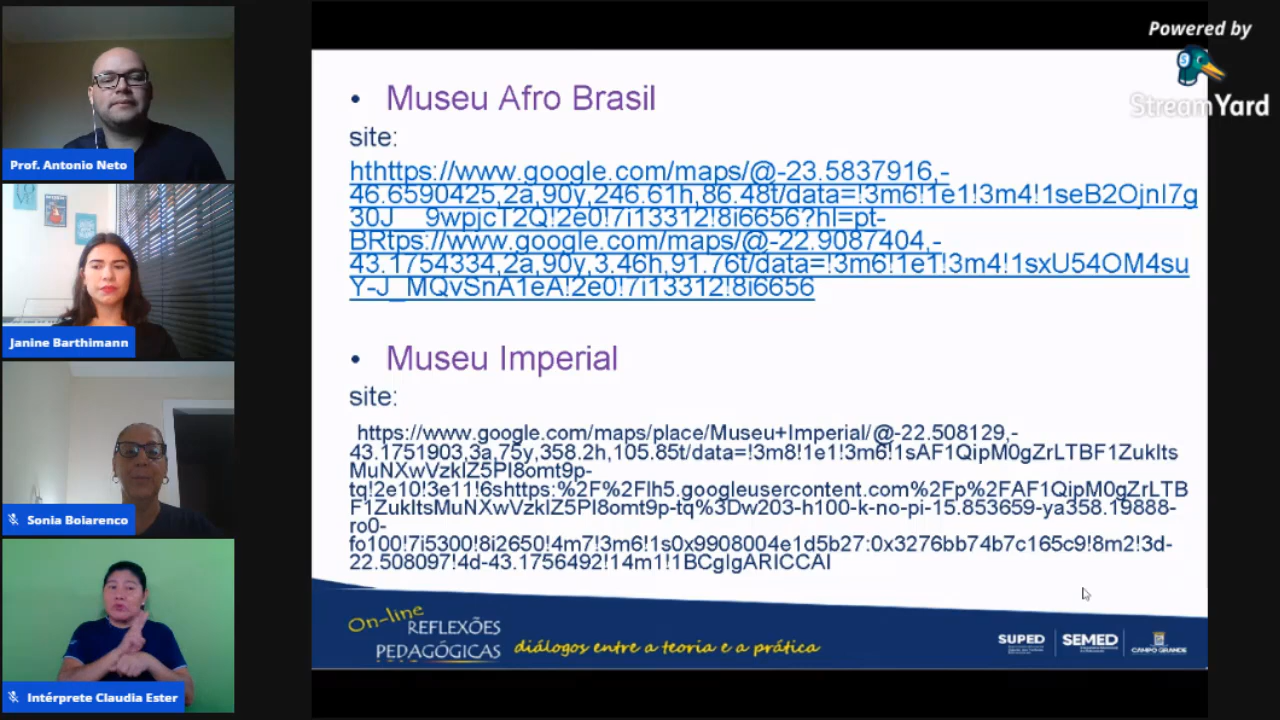 Powered by
StreamYard
Prof. Antonio Neto
Janine Barthimann
Sonia Boiarenco
Intérprete Claudia Ester
• Museu Afro Brasil
site:
hthttps://www.google.com/maps/@-23.5837916,-
46.6590425,2a,90y,246.61h,86.48t/data=!3m6!1e1!3m4!1seB2OjnI7g
30J__9wpjcT2Q!2e0!7i13312!8i6656?hl=pt-
BRtps://www.google.com/maps/@-22.9087404,-
43.1754334,2a,90y,3.46h,91.76t/data=!3m6!1e1!3m4!1sxU54OM4su
Y-J_MQvSnA1eA!2e0!7i13312!8i6656
• Museu Imperial
site:
https://www.google.com/maps/place/Museu+Imperial/@-22.508129,-
43.1751903,3a,75y,358.2h,105.85t/data=!3m8!1e1!3m6!1sAF1QipM0gZrLTBF1ZukIts
MuNXwVzkIZ5PI8omt9p-
tq!2e10!3e11!6shttps:%2F%2Flh5.googleusercontent.com%2Fp%2FAF1QipM0gZrLTB
F1ZukItsMuNXwVzkIZ5PI8omt9p-tq%3Dw203-h100-k-no-pi-15.853659-ya358.19888-
ro0-
fo100!7i5300!8i2650!4m7!3m6!1s0x9908004e1d5b27:0x3276bb74b7c165c9!8m2!3d-
22.508097!4d-43.1756492!14m1!1BCgIgARICCAI
On-line
REFLEXÕES
PEDAGÓGICAS
diálogos entre a teoria e a prática
SUPED
SEMED
CAMPO GRANDE